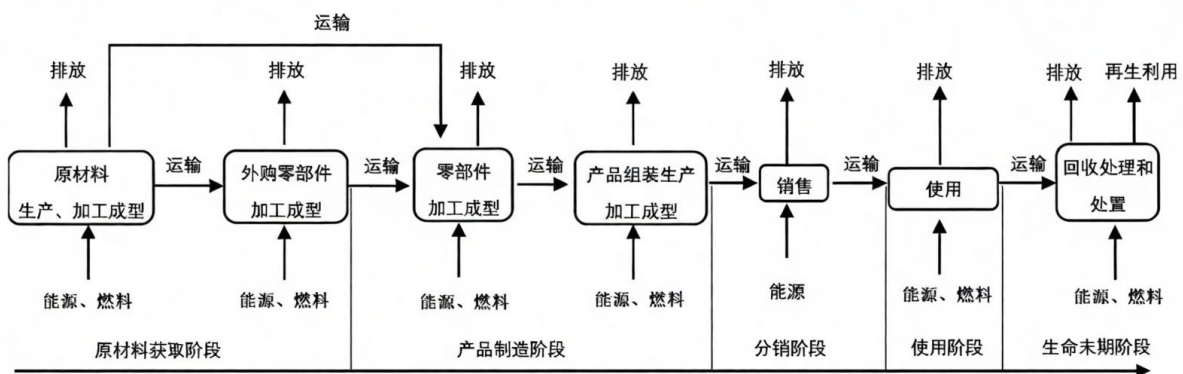 运输
排放
排放
排放
排放
排放
排放
排放
再生利用
原材料
生产、加工成型
运输
外购零部件
加工成型
运输
零部件
加工成型
运输
产品组装生产
加工成型
运输
销售
运输
使用
运输
回收处理和
处置
能源、燃料
能源、燃料
能源、燃料
能源、燃料
能源
能源、燃料
能源、燃料
原材料获取阶段
产品制造阶段
分销阶段
使用阶段
生命末期阶段